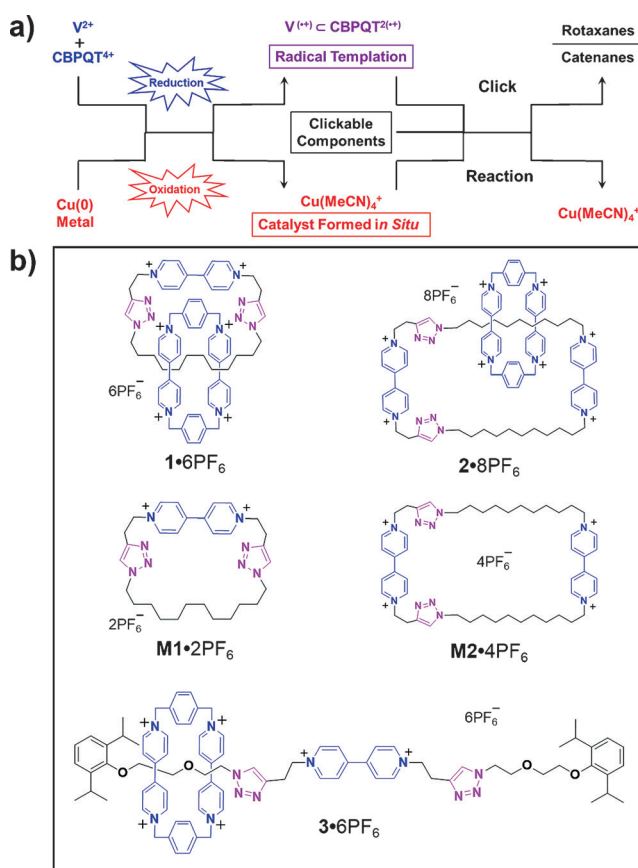 a)
V2+
+
CBPQT4+
Reduction
V(•+) ⊂ CBPQT2(•+)
Radical Templation
Rotaxanes
Catenanes
Clickable
Components
Click
Reaction
Cu(0)
Metal
Oxidation
Cu(MeCN)4+
Catalyst Formed in Situ
Cu(MeCN)4+
b)
+
N
N
+
N
N
N
N
N
N
+
N
N
+
+
N
N
+
6PF6−
1•6PF6
8PF6−
+
N
N
+
+
N
N
+
N
N
N
+
N
N
+
+
N
N
+
N
N
N
2•8PF6
+
N
N
+
N
N
N
N
N
N
2PF6−
M1•2PF6
N
N
N
+
N
N
+
+
N
N
+
4PF6−
N
N
N
M2•4PF6
6PF6−
+
N
N
+
O
O
N
N
N
+
N
N
+
N
N
N
O
O
+
N
N
+
3•6PF6